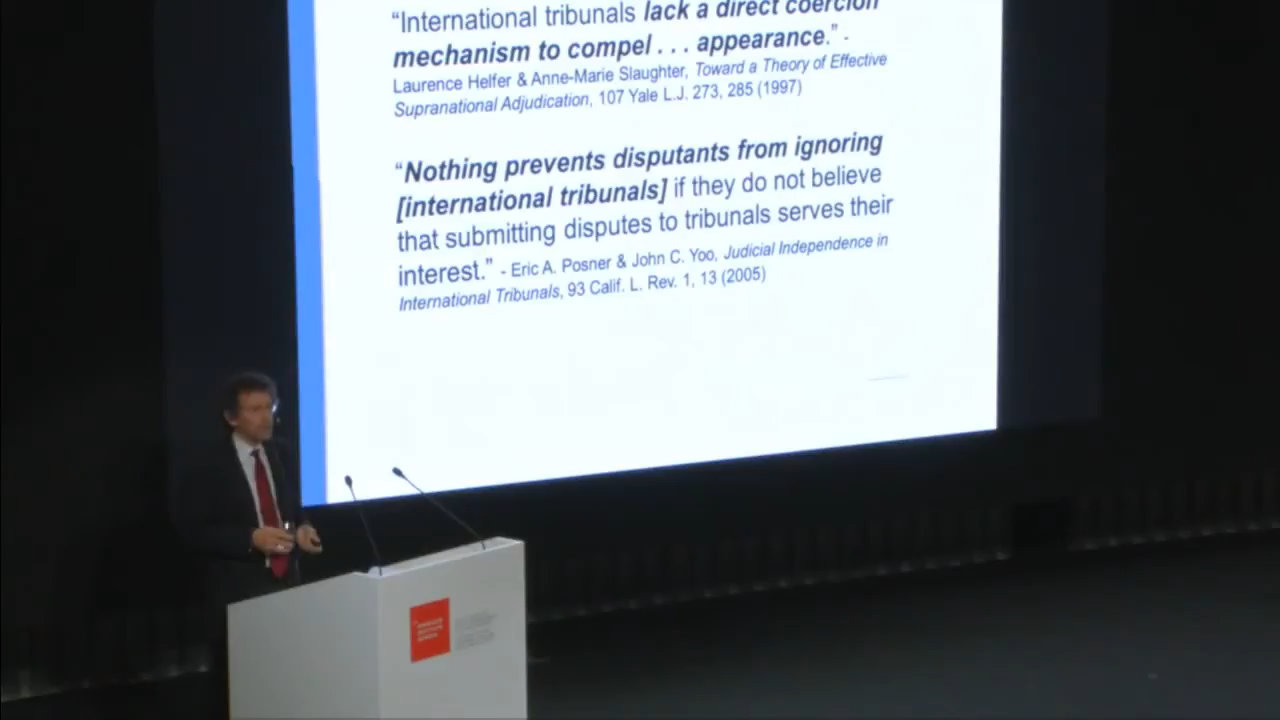 “International tribunals lack a direct coercion
mechanism to compel . . . appearance.” -
Laurence Helfer & Anne-Marie Slaughter, Toward a Theory of Effective
Supranational Adjudication, 107 Yale L.J. 273, 285 (1997)
“Nothing prevents disputants from ignoring
[international tribunals] if they do not believe
that submitting disputes to tribunals serves their
interest.” - Eric A. Posner & John C. Yoo, Judicial Independence in
International Tribunals, 93 Calif. L. Rev. 1, 13 (2005)